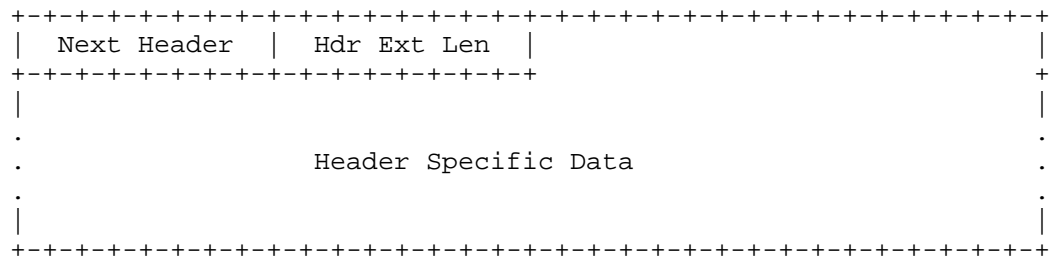 Next Header | Hdr Ext Len
Header Specific Data